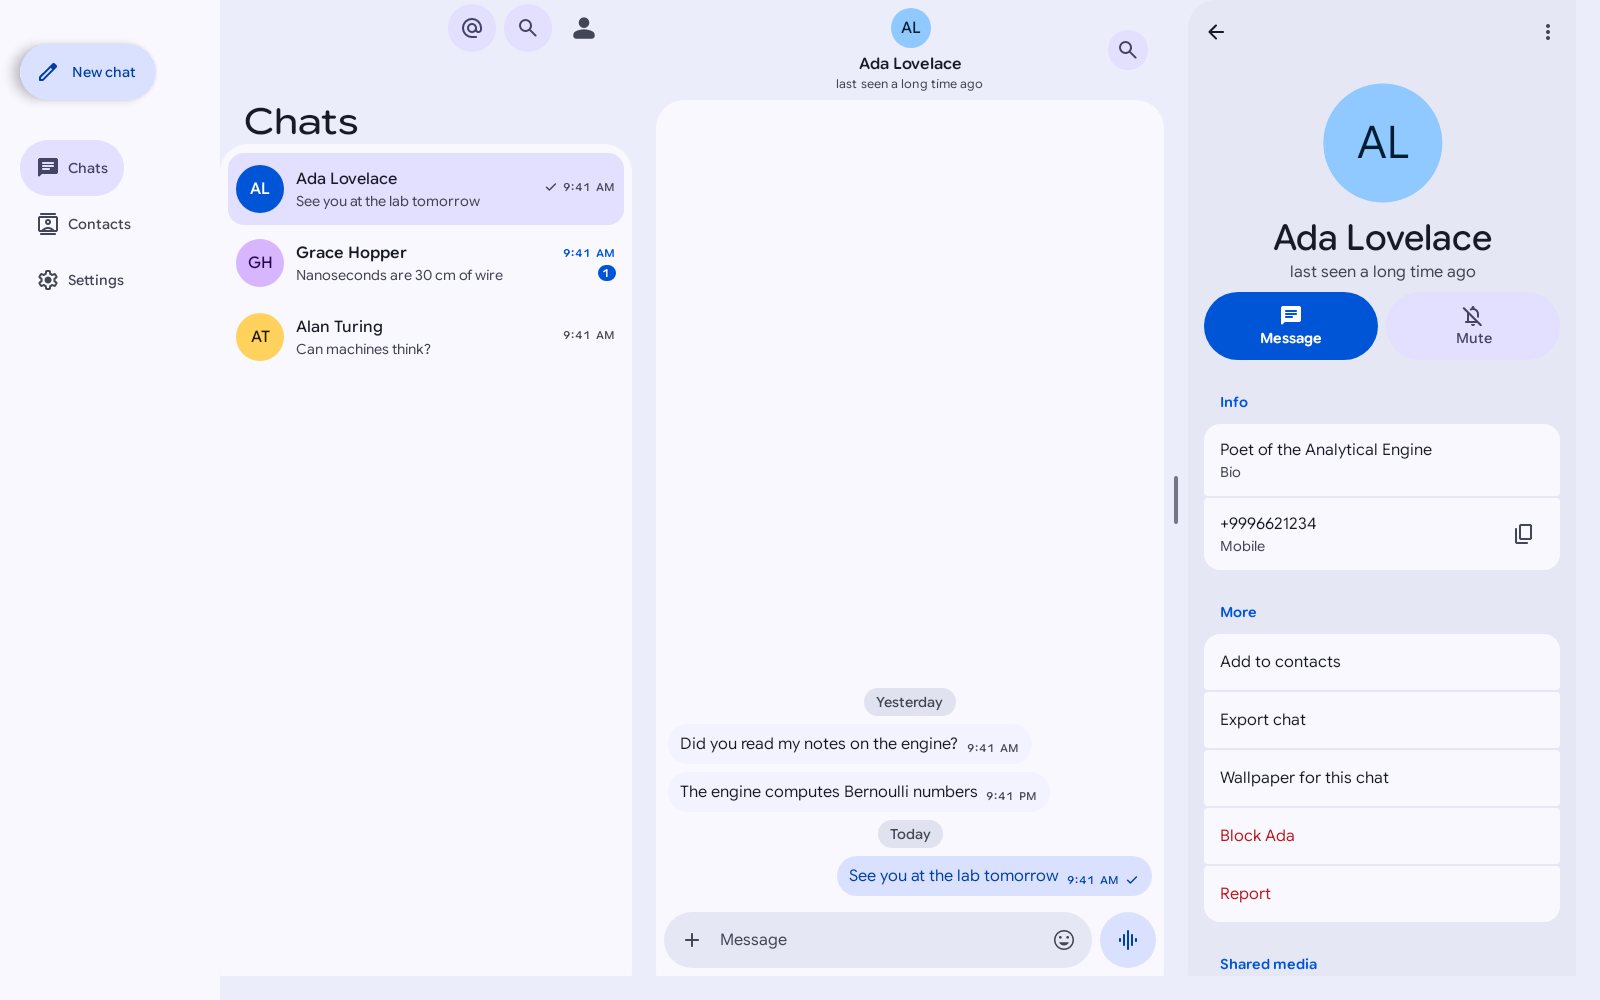 New chat
Chats
Contacts
Settings
Chats
AL
Ada Lovelace
9:41 AM
See you at the lab tomorrow
GH
Grace Hopper
9:41 AM
Nanoseconds are 30 cm of wire
1
AT
Alan Turing
9:41 AM
Can machines think?
AL
Ada Lovelace
last seen a long time ago
Yesterday
Did you read my notes on the engine? 9:41 AM
The engine computes Bernoulli numbers 9:41 PM
Today
See you at the lab tomorrow 9:41 AM
Message
AL
Ada Lovelace
last seen a long time ago
Message
Mute
Info
Poet of the Analytical Engine
Bio
+9996621234
Mobile
More
Add to contacts
Export chat
Wallpaper for this chat
Block Ada
Report
Shared media